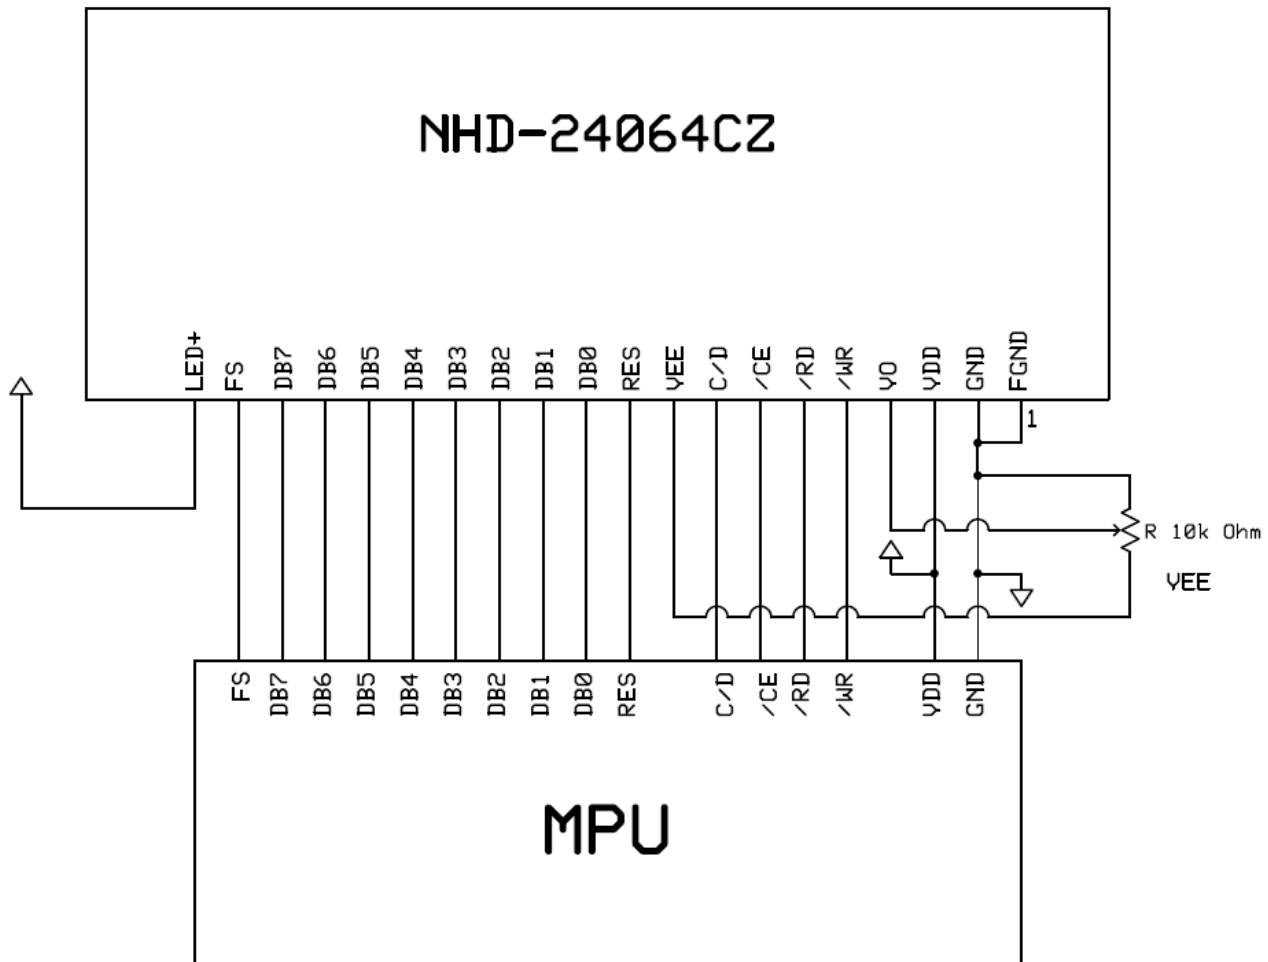 NHD-24064CZ
LED+ FS DB7 DB6 DB5 DB4 DB3 DB2 DB1 DB0 RES VEE C/D /CE /RD /WR VO VDD GND FGND
1
R 10k Ohm
VEE
FS DB7 DB6 DB5 DB4 DB3 DB2 DB1 DB0 RES C/D /CE /RD /WR VDD GND
MPU